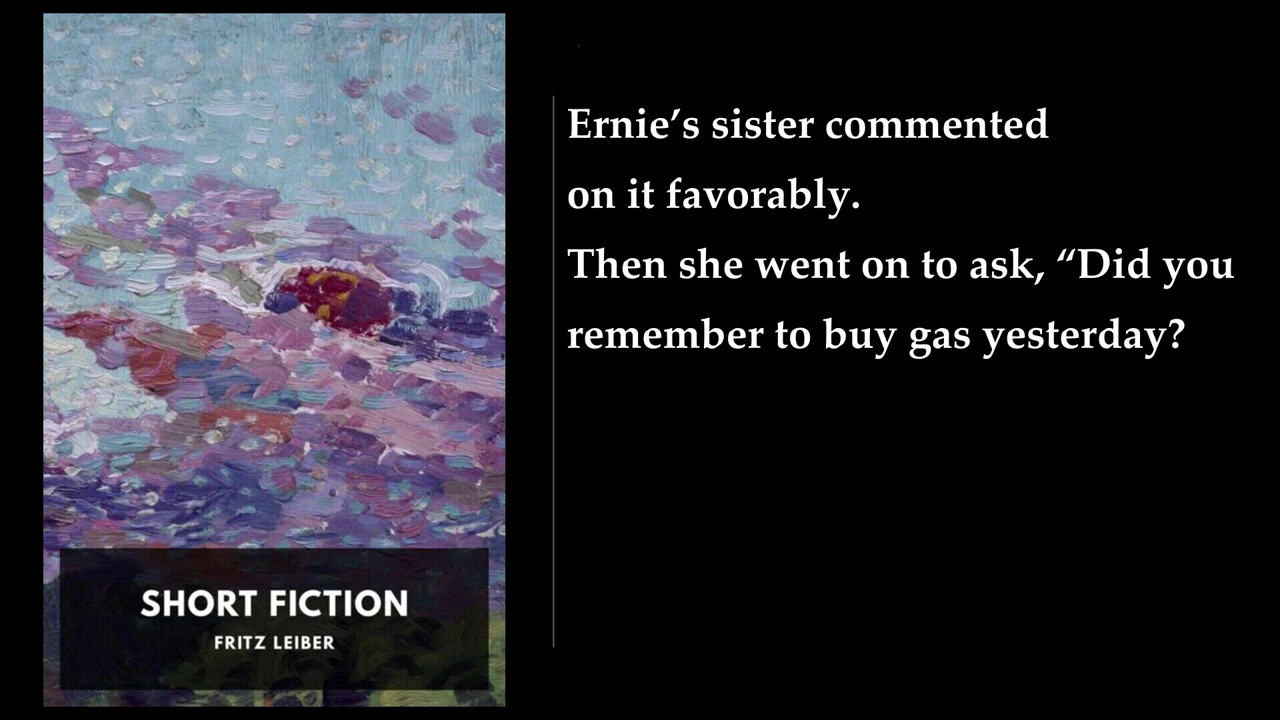 Ernie’s sister commented
on it favorably.
Then she went on to ask, “Did you
remember to buy gas yesterday?
SHORT FICTION
FRITZ LEIBER